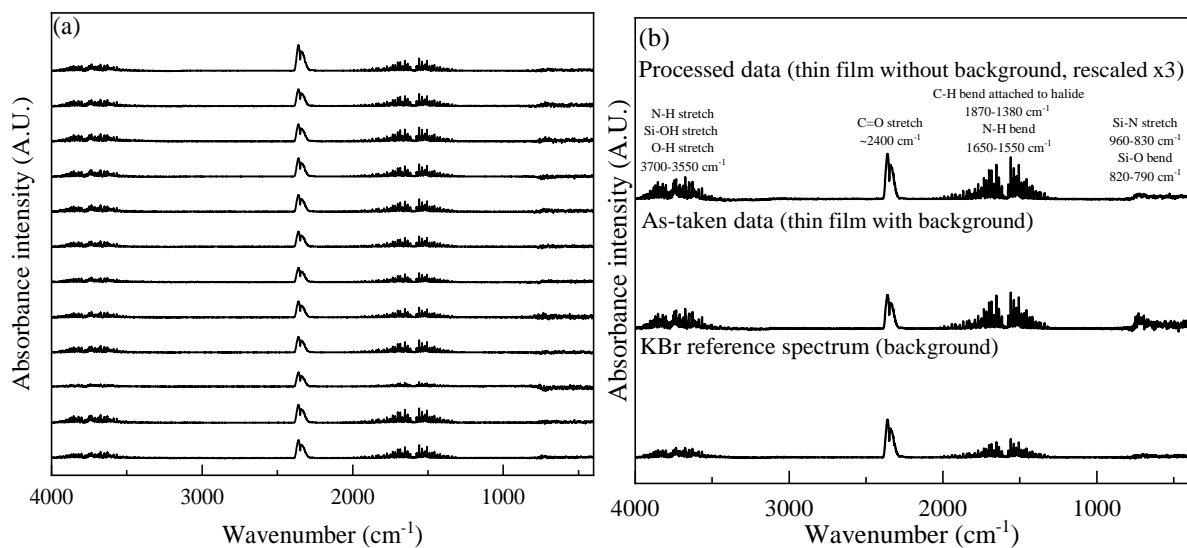 (a)
Absorbance intensity (A.U.)
4000 3000 2000 1000
Wavenumber (cm⁻¹)
(b)
Processed data (thin film without background, rescaled x3)
N-H stretch
Si-OH stretch
O-H stretch
3700-3550 cm⁻¹
C=O stretch
~2400 cm⁻¹
C-H bend attached to halide
1870-1380 cm⁻¹
N-H bend
1650-1550 cm⁻¹
Si-N stretch
960-830 cm⁻¹
Si-O bend
820-790 cm⁻¹
As-taken data (thin film with background)
KBr reference spectrum (background)
Absorbance intensity (A.U.)
4000 3000 2000 1000
Wavenumber (cm⁻¹)